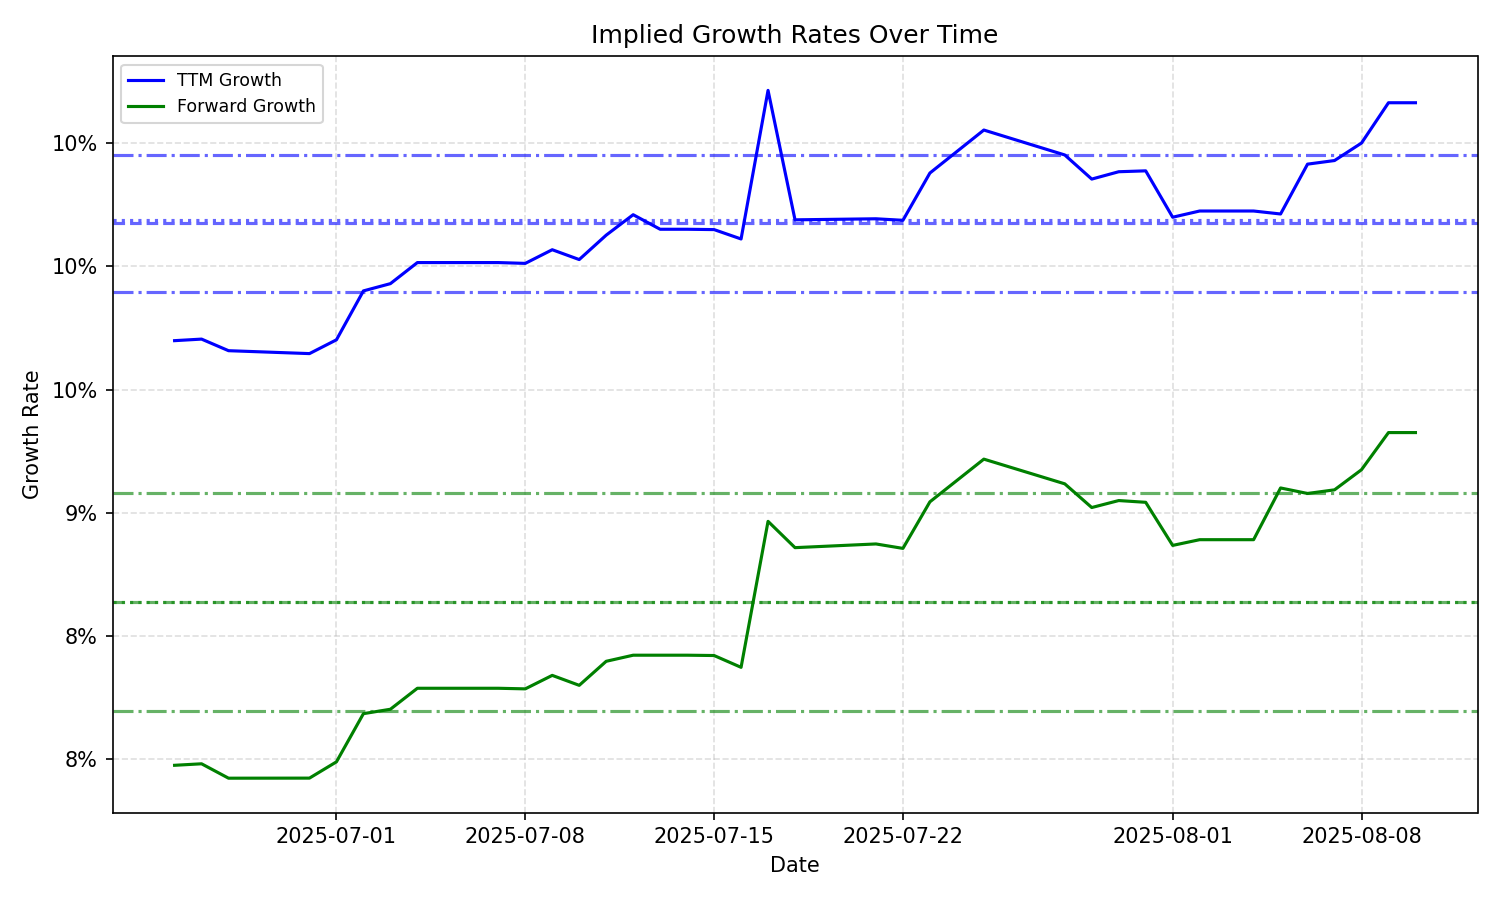 Implied Growth Rates Over Time
TTM Growth
Forward Growth
10%
10%
10%
9%
8%
8%
Growth Rate
2025-07-01
2025-07-08
2025-07-15
2025-07-22
2025-08-01
2025-08-08
Date